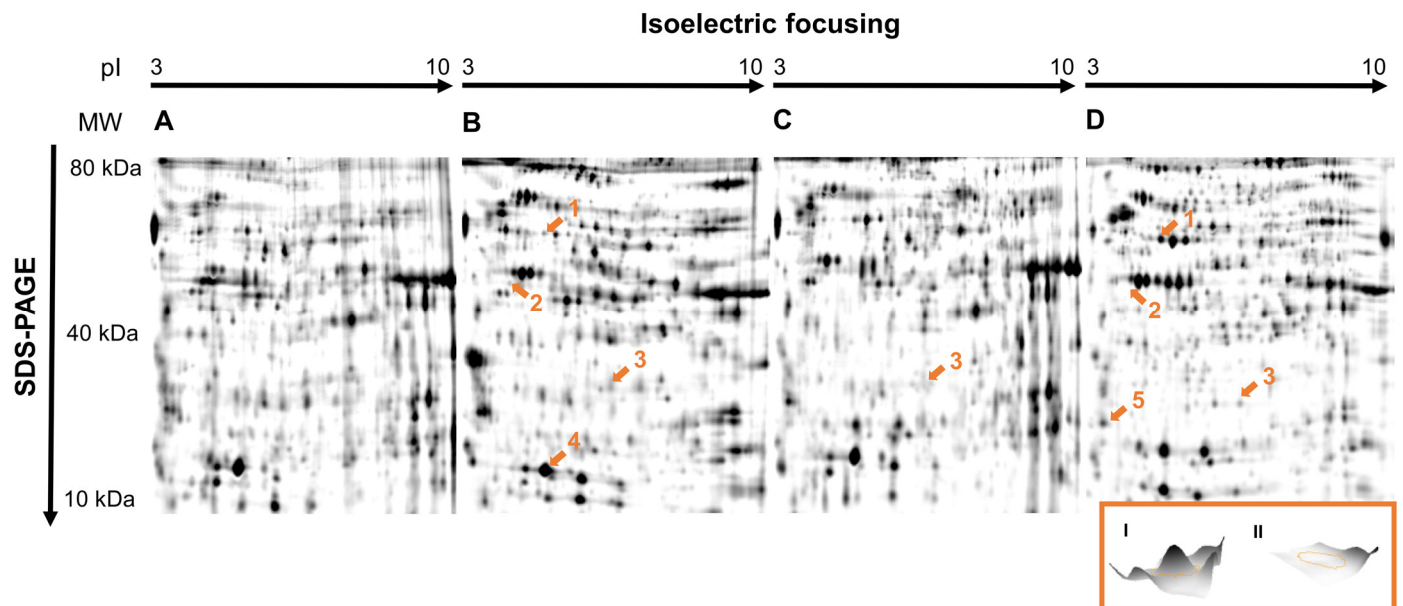 Isoelectric focusing
pI 3 10 3 10 3 10 3 10
MW A B C D
80 kDa
40 kDa
10 kDa
SDS-PAGE
1
2
3
4
3
1
2
3
5
I II